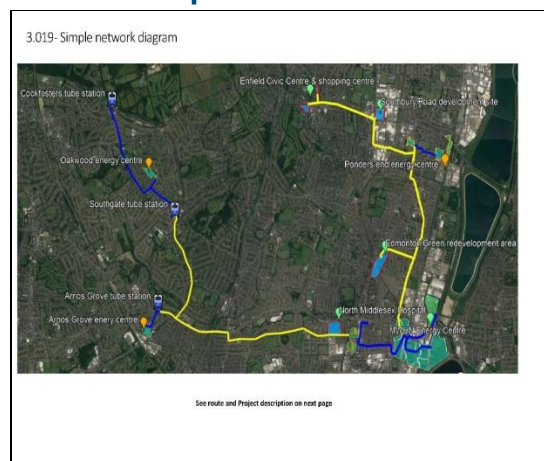 3.019- Simple network diagram
Enfield Civic Centre & shopping centre
Cockfosters tube station
Southbury Road development site
Oakwood energy centre
Ponders end energy centre
Southgate tube station
Edmonton Green redevelopment area
Arnos Grove tube station
North Middlesex Hospital
Arnos Grove enery centre
Energy Centre
See route and Project description on next page